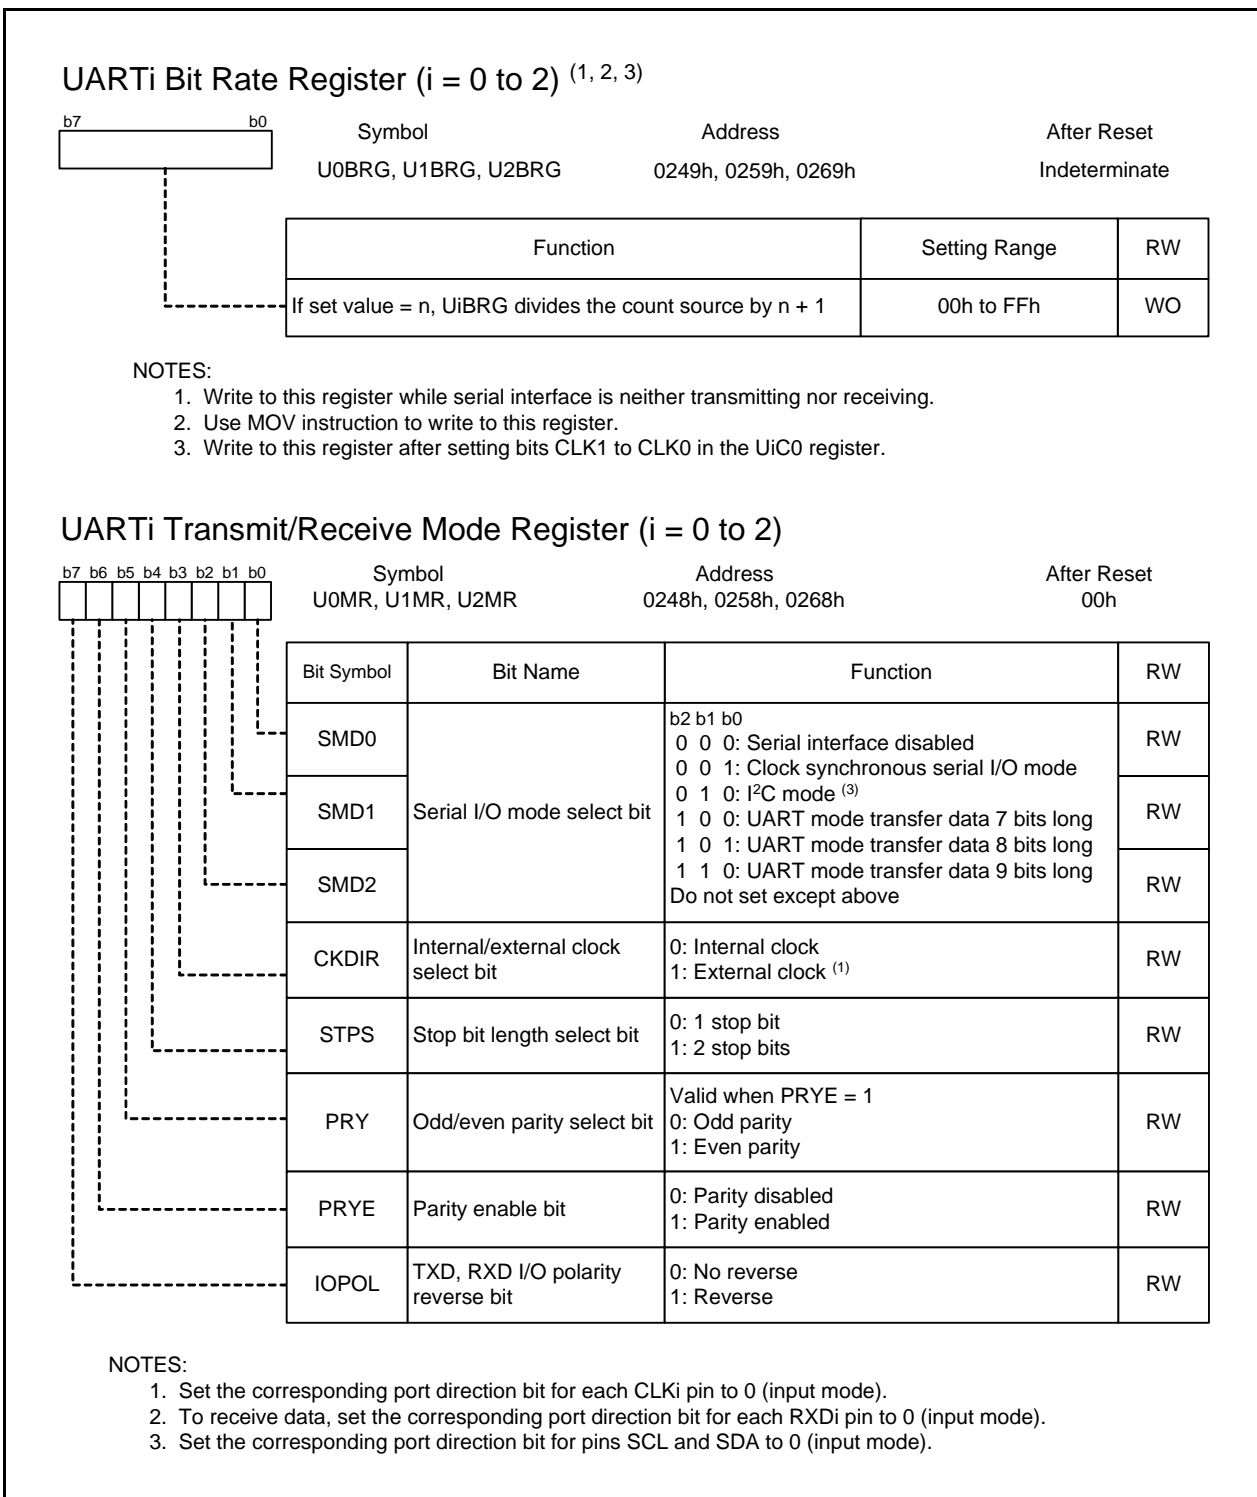 UARTi Bit Rate Register (i = 0 to 2) (1, 2, 3)
b7 b0
Symbol Address After Reset
U0BRG, U1BRG, U2BRG 0249h, 0259h, 0269h Indeterminate
Function Setting Range RW
If set value = n, UiBRG divides the count source by n + 1 00h to FFh WO
NOTES:
1. Write to this register while serial interface is neither transmitting nor receiving.
2. Use MOV instruction to write to this register.
3. Write to this register after setting bits CLK1 to CLK0 in the UiC0 register.
UARTi Transmit/Receive Mode Register (i = 0 to 2)
b7 b6 b5 b4 b3 b2 b1 b0
Symbol Address After Reset
U0MR, U1MR, U2MR 0248h, 0258h, 0268h 00h
Bit Symbol Bit Name Function RW
SMD0 RW
SMD1 Serial I/O mode select bit RW
SMD2 RW
b2 b1 b0
0 0 0: Serial interface disabled
0 0 1: Clock synchronous serial I/O mode
0 1 0: I²C mode (3)
1 0 0: UART mode transfer data 7 bits long
1 0 1: UART mode transfer data 8 bits long
1 1 0: UART mode transfer data 9 bits long
Do not set except above
CKDIR
Internal/external clock
select bit
0: Internal clock
1: External clock (1)
RW
STPS
Stop bit length select bit
0: 1 stop bit
1: 2 stop bits
RW
PRY
Odd/even parity select bit
Valid when PRYE = 1
0: Odd parity
1: Even parity
RW
PRYE
Parity enable bit
0: Parity disabled
1: Parity enabled
RW
IOPOL
TXD, RXD I/O polarity
reverse bit
0: No reverse
1: Reverse
RW
NOTES:
1. Set the corresponding port direction bit for each CLKi pin to 0 (input mode).
2. To receive data, set the corresponding port direction bit for each RXDi pin to 0 (input mode).
3. Set the corresponding port direction bit for pins SCL and SDA to 0 (input mode).